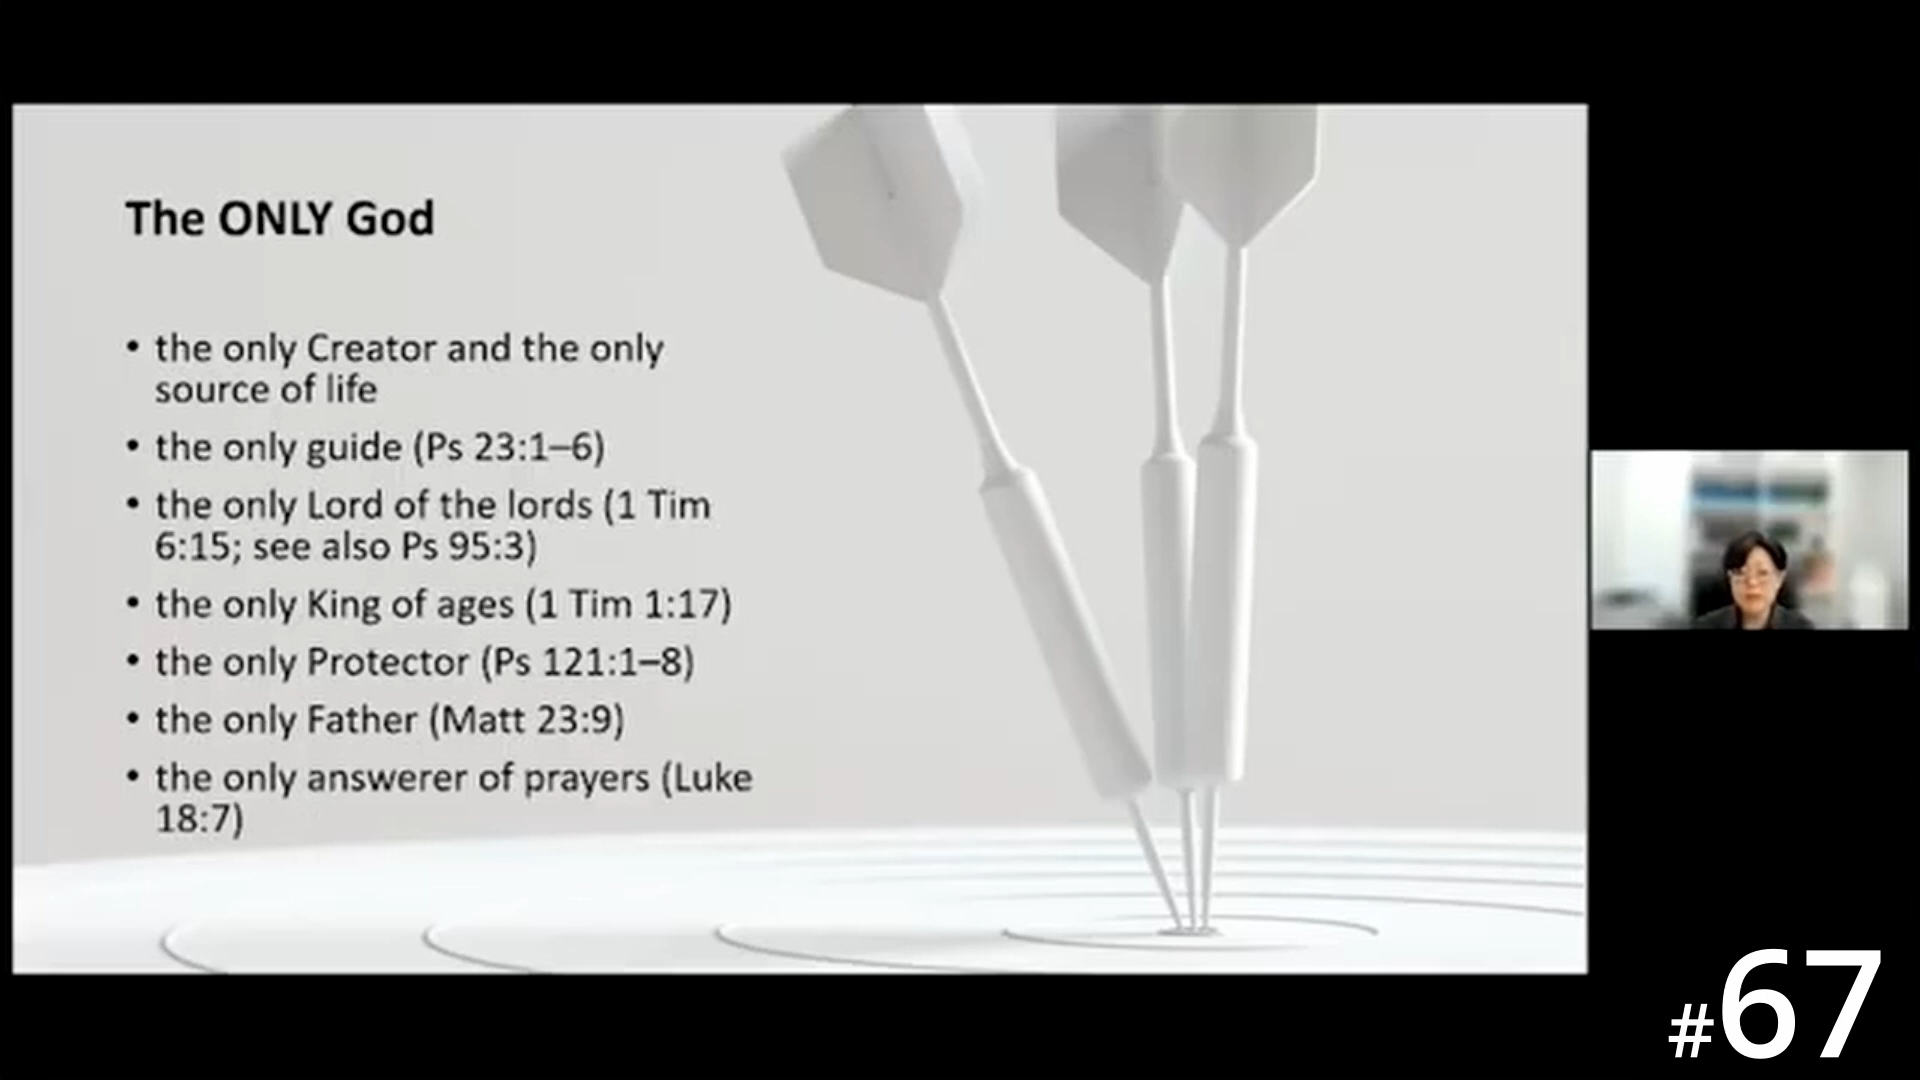 The ONLY God
• the only Creator and the only
source of life
• the only guide (Ps 23:1–6)
• the only Lord of the lords (1 Tim
6:15; see also Ps 95:3)
• the only King of ages (1 Tim 1:17)
• the only Protector (Ps 121:1–8)
• the only Father (Matt 23:9)
• the only answerer of prayers (Luke
18:7)
#67